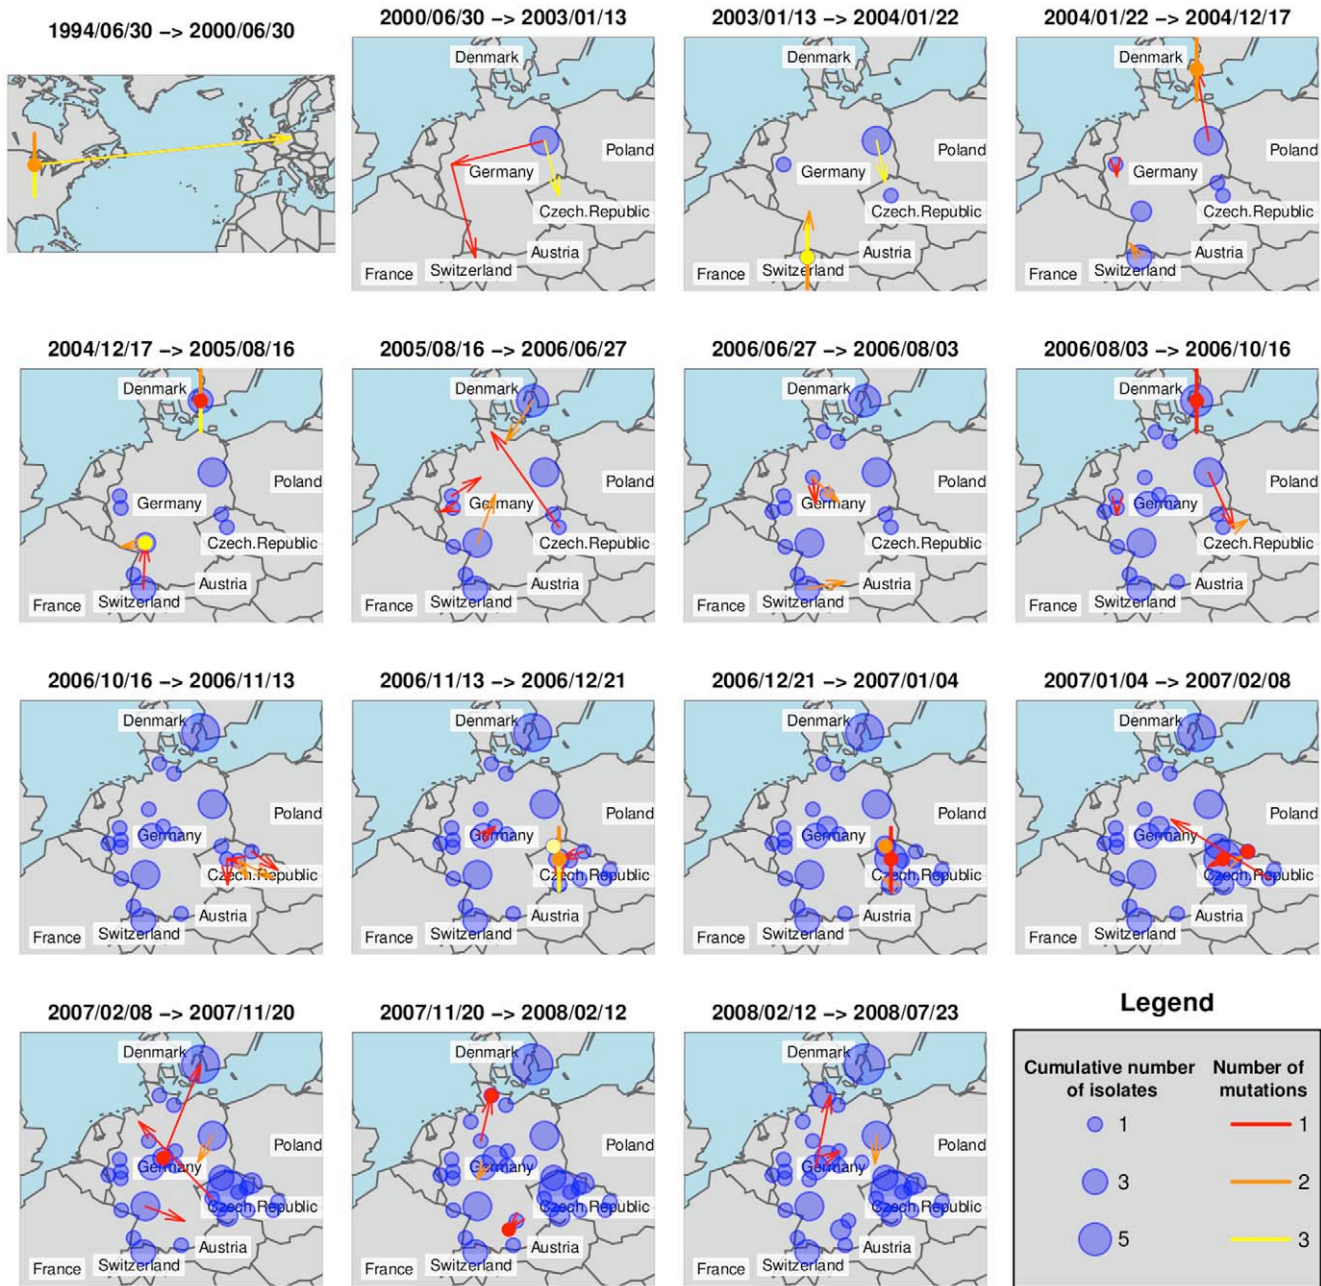 1994/06/30 −> 2000/06/30
2000/06/30 −> 2003/01/13
Denmark
Poland
Germany
Czech.Republic
Austria
France
Switzerland
2003/01/13 −> 2004/01/22
Denmark
Poland
Germany
Czech.Republic
Austria
France
Switzerland
2004/01/22 −> 2004/12/17
Denmark
Poland
Germany
Czech.Republic
Austria
France
Switzerland
2004/12/17 −> 2005/08/16
Denmark
Poland
Germany
Czech.Republic
Austria
France
Switzerland
2005/08/16 −> 2006/06/27
Denmark
Poland
Germany
Czech.Republic
Austria
France
Switzerland
2006/06/27 −> 2006/08/03
Denmark
Poland
Germany
Czech.Republic
Austria
France
Switzerland
2006/08/03 −> 2006/10/16
Denmark
Poland
Germany
Czech.Republic
Austria
France
Switzerland
2006/10/16 −> 2006/11/13
Denmark
Poland
Germany
Czech.Republic
Austria
France
Switzerland
2006/11/13 −> 2006/12/21
Denmark
Poland
Germany
Czech.Republic
Austria
France
Switzerland
2006/12/21 −> 2007/01/04
Denmark
Poland
Germany
Czech.Republic
Austria
France
Switzerland
2007/01/04 −> 2007/02/08
Denmark
Poland
Germany
Czech.Republic
Austria
France
Switzerland
2007/02/08 −> 2007/11/20
Denmark
Poland
Germany
Czech.Republic
Austria
France
Switzerland
2007/11/20 −> 2008/02/12
Denmark
Poland
Germany
Czech.Republic
Austria
France
Switzerland
2008/02/12 −> 2008/07/23
Denmark
Poland
Germany
Czech.Republic
Austria
France
Switzerland
Legend
Cumulative number
of isolates
1
3
5
Number of
mutations
1
2
3